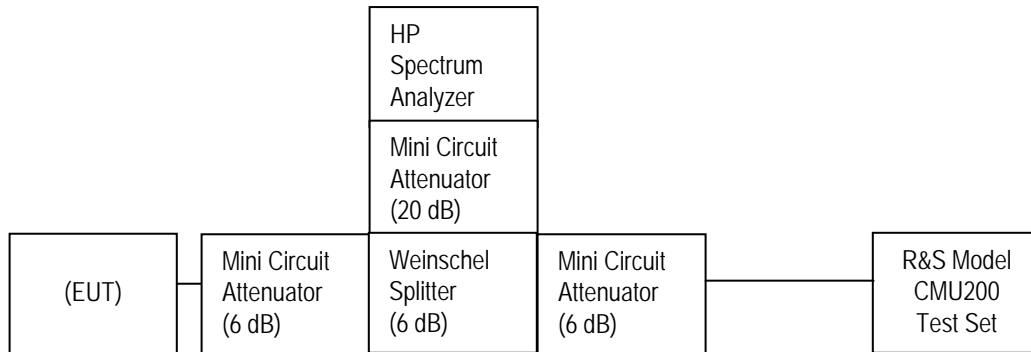 HP
Spectrum
Analyzer
Mini Circuit
Attenuator
(20 dB)
(EUT)
Mini Circuit
Attenuator
(6 dB)
Weinschel
Splitter
(6 dB)
Mini Circuit
Attenuator
(6 dB)
R&S Model
CMU200
Test Set